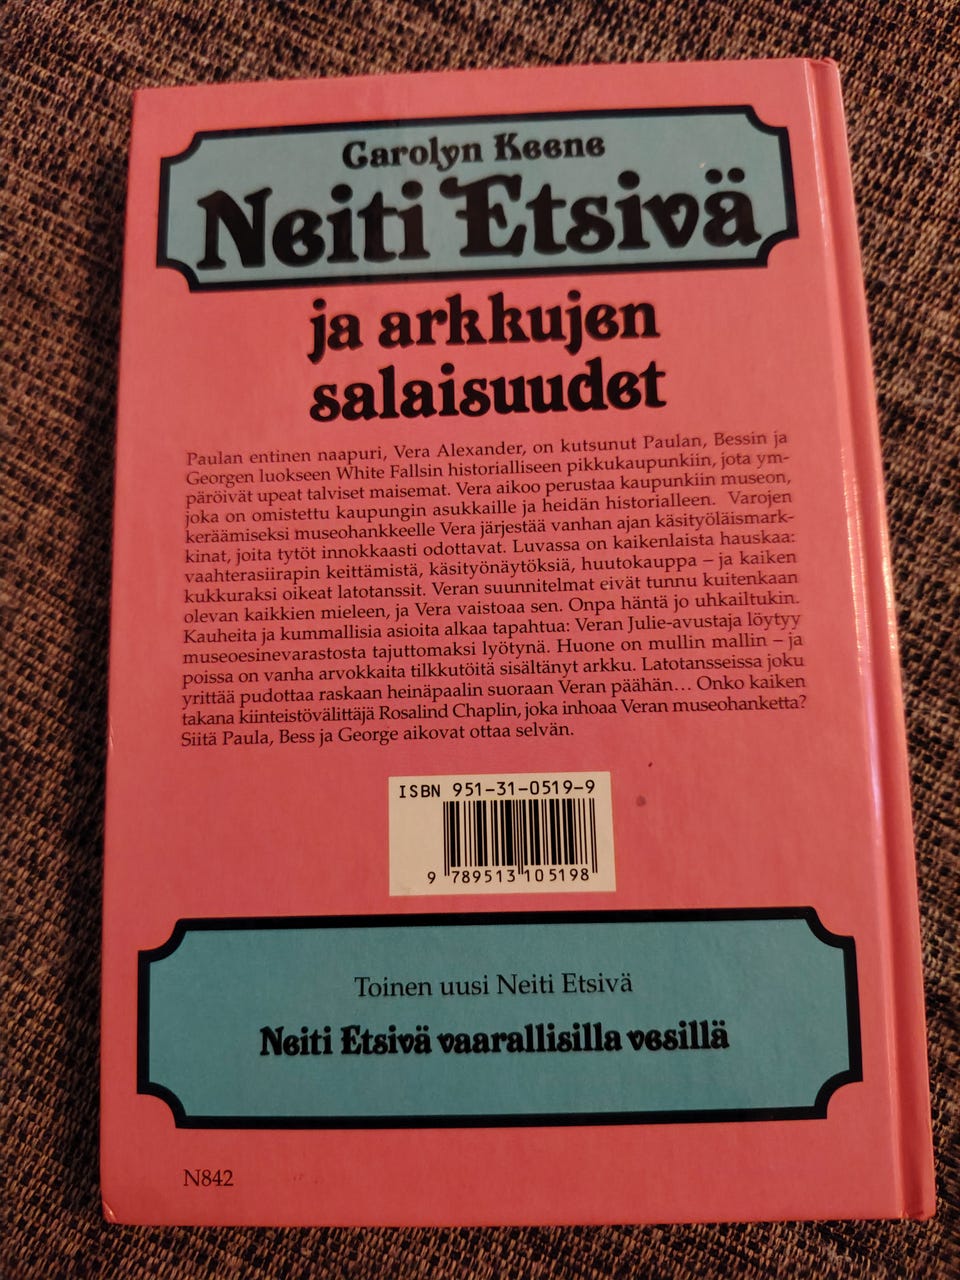 Carolyn Keene
Neiti Etsivä
ja arkkujen
salaisuudet
Paulan entinen naapuri, Vera Alexander, on kutsunut Paulan, Bessin ja
Georgen luokseen White Fallsin historialliseen pikkukaupunkiin, jota ym-
päröivät upeat talviset maisemat. Vera aikoo perustaa kaupunkiin museon,
joka on omistettu kaupungin asukkaille ja heidän historialleen. Varojen
keräämiseksi museohankkeelle Vera järjestää vanhan ajan käsityöläismark-
kinat, joita tytöt innokkaasti odottavat. Luvassa on kaikenlaista hauskaa:
vaahterasiirapin keittämistä, käsityönäytöksiä, huutokauppa – ja kaiken
kukkuraksi oikeat latotanssit. Veran suunnitelmat eivät tunnu kuitenkaan
olevan kaikkien mieleen, ja Vera vaistoaa sen. Onpa häntä jo uhkailtukin.
Kauheita ja kummallisia asioita alkaa tapahtua: Veran Julie-avustaja löytyy
museoesinevarastosta tajuttomaksi lyötynä. Huone on mullin mallin – ja
poissa on vanha arvokkaita tilkkutöitä sisältänyt arkku. Latotansseissa joku
yrittää pudottaa raskaan heinäpaalin suoraan Veran päähän... Onko kaiken
takana kiinteistövälittäjä Rosalind Chaplin, joka inhoaa Veran museohanketta?
Siitä Paula, Bess ja George aikovat ottaa selvän.
ISBN 951-31-0519-9
9 789513 105198
Toinen uusi Neiti Etsivä
Neiti Etsivä vaarallisilla vesillä
N842